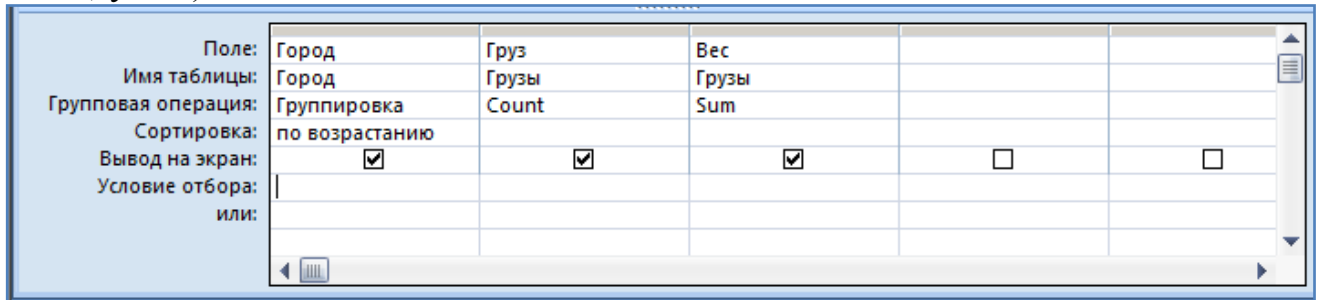 Поле: Город Груз Вес
Имя таблицы: Город Грузы Грузы
Групповая операция: Группировка Count Sum
Сортировка: по возрастанию
Вывод на экран:
Условие отбора:
или: